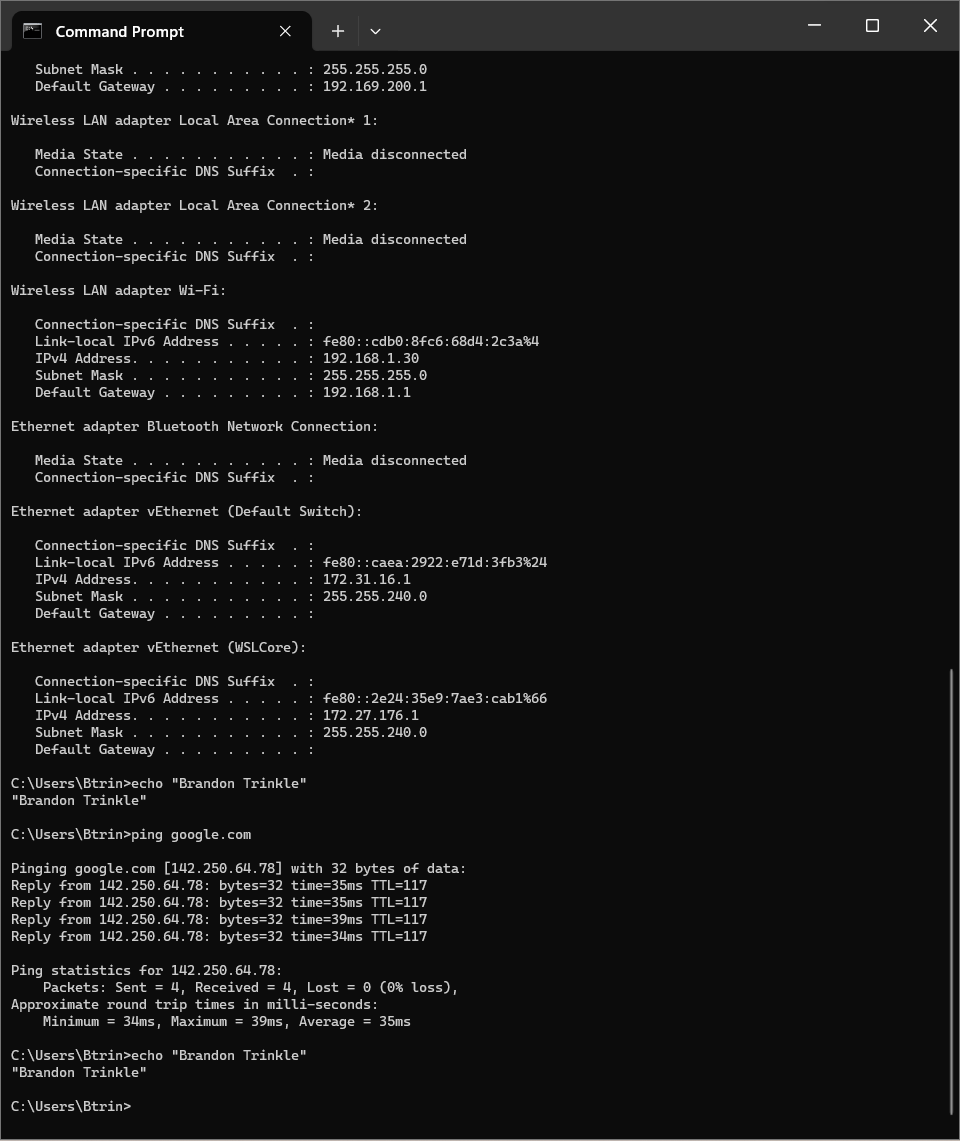 Command Prompt
   Subnet Mask . . . . . . . . . . . : 255.255.255.0
   Default Gateway . . . . . . . . . : 192.169.200.1

Wireless LAN adapter Local Area Connection* 1:

   Media State . . . . . . . . . . . : Media disconnected
   Connection-specific DNS Suffix  . :

Wireless LAN adapter Local Area Connection* 2:

   Media State . . . . . . . . . . . : Media disconnected
   Connection-specific DNS Suffix  . :

Wireless LAN adapter Wi-Fi:

   Connection-specific DNS Suffix  . :
   Link-local IPv6 Address . . . . . : fe80::cdb0:8fc6:68d4:2c3a%4
   IPv4 Address. . . . . . . . . . . : 192.168.1.30
   Subnet Mask . . . . . . . . . . . : 255.255.255.0
   Default Gateway . . . . . . . . . : 192.168.1.1

Ethernet adapter Bluetooth Network Connection:

   Media State . . . . . . . . . . . : Media disconnected
   Connection-specific DNS Suffix  . :

Ethernet adapter vEthernet (Default Switch):

   Connection-specific DNS Suffix  . :
   Link-local IPv6 Address . . . . . : fe80::caea:2922:e71d:3fb3%24
   IPv4 Address. . . . . . . . . . . : 172.31.16.1
   Subnet Mask . . . . . . . . . . . : 255.255.240.0
   Default Gateway . . . . . . . . . :

Ethernet adapter vEthernet (WSLCore):

   Connection-specific DNS Suffix  . :
   Link-local IPv6 Address . . . . . : fe80::2e24:35e9:7ae3:cab1%66
   IPv4 Address. . . . . . . . . . . : 172.27.176.1
   Subnet Mask . . . . . . . . . . . : 255.255.240.0
   Default Gateway . . . . . . . . . :

C:\Users\Btrin>echo "Brandon Trinkle"
"Brandon Trinkle"

C:\Users\Btrin>ping google.com

Pinging google.com [142.250.64.78] with 32 bytes of data:
Reply from 142.250.64.78: bytes=32 time=35ms TTL=117
Reply from 142.250.64.78: bytes=32 time=35ms TTL=117
Reply from 142.250.64.78: bytes=32 time=39ms TTL=117
Reply from 142.250.64.78: bytes=32 time=34ms TTL=117

Ping statistics for 142.250.64.78:
    Packets: Sent = 4, Received = 4, Lost = 0 (0% loss),
Approximate round trip times in milli-seconds:
    Minimum = 34ms, Maximum = 39ms, Average = 35ms

C:\Users\Btrin>echo "Brandon Trinkle"
"Brandon Trinkle"

C:\Users\Btrin>